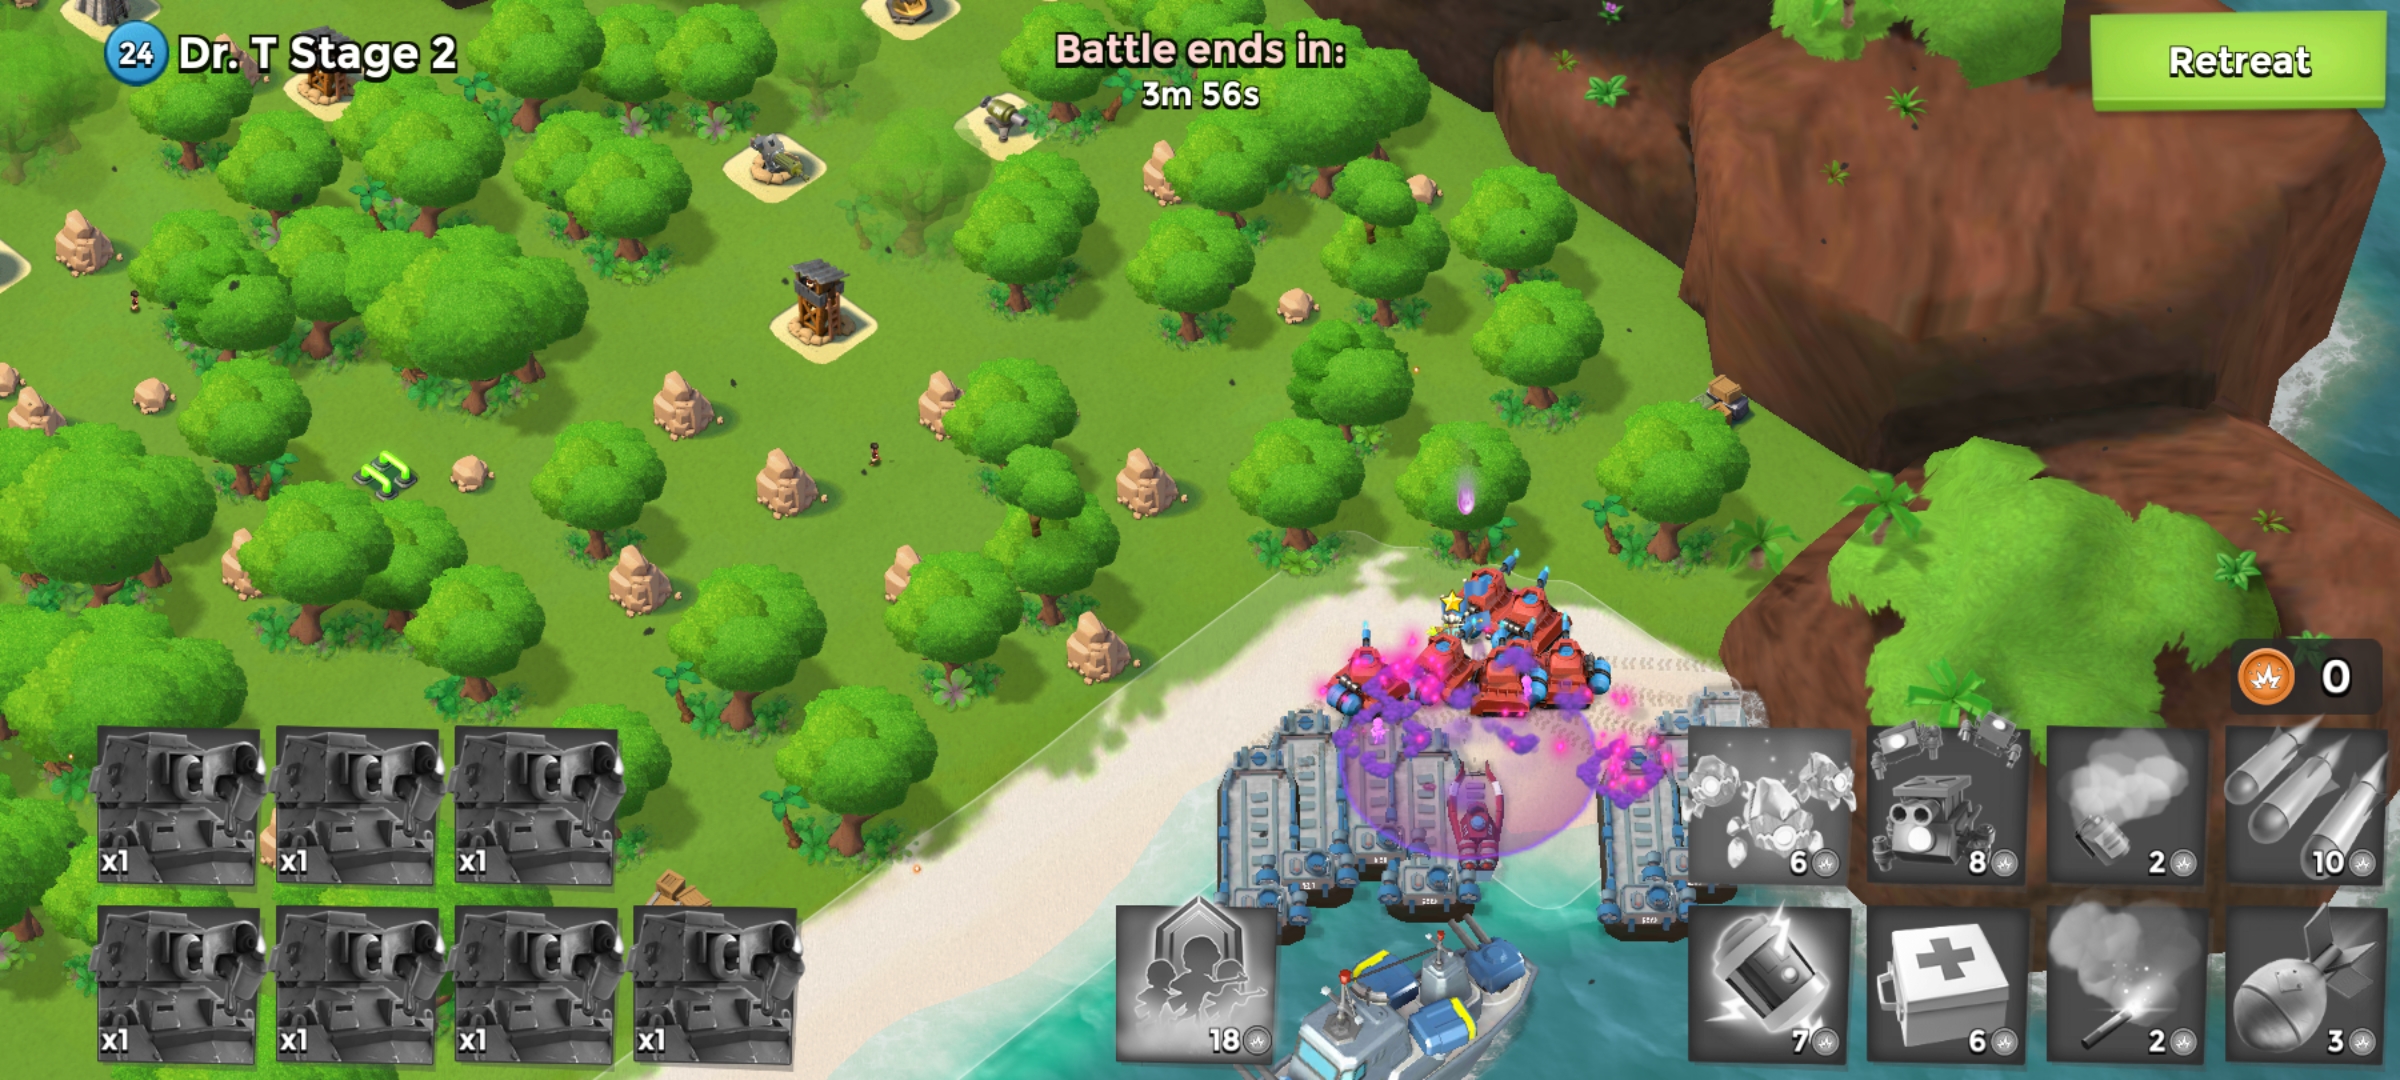 24 Dr. T Stage 2
Battle ends in:
3m 56s
Retreat
0
x1 x1 x1
6 8 2 10
x1 x1 x1 x1
18
7 6 2 3